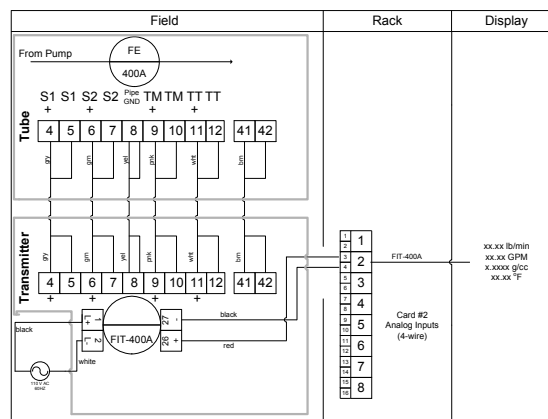 Field Rack Display
From Pump
FE
400A
S1 S1 S2 S2 Pipe GND TM TM TT TT
+ + + +
Tube
4 5 6 7 8 9 10 11 12 41 42
gry grn yel pnk wht brn
Transmitter
gry grn yel pnk wht brn
4 5 6 7 8 9 10 11 12 41 42
+ + + +
black
L+ 1
L- 2
FIT-400A
27 -
26 +
black
red
white
110 V AC
60HZ
1 2 3 4 5 6 7 8 9 10 11 12 13 14 15 16
1
2
3
4
5
6
7
8
FIT-400A
Card #2
Analog Inputs
(4-wire)
xx.xx lb/min
xx.xx GPM
x.xxxx g/cc
xx.xx °F